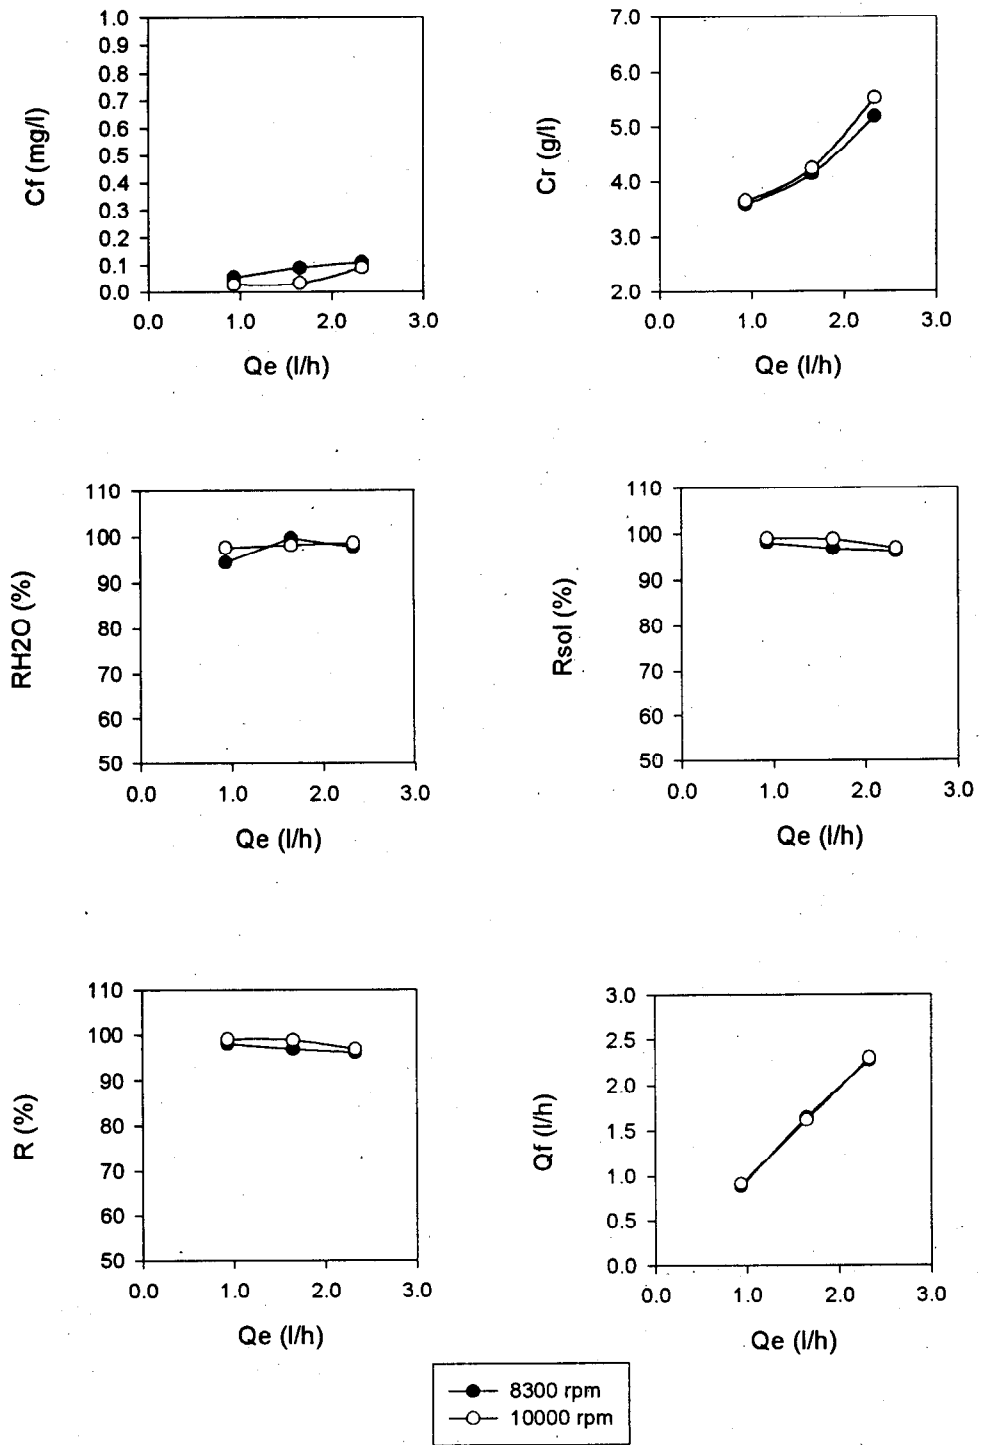 1.0
0.9
0.8
0.7
0.6
0.5
0.4
0.3
0.2
0.1
0.0
Cf (mg/l)
0.0 1.0 2.0 3.0
Qe (l/h)
7.0
6.0
5.0
4.0
3.0
2.0
Cr (g/l)
0.0 1.0 2.0 3.0
Qe (l/h)
110
100
90
80
70
60
50
RH2O (%)
0.0 1.0 2.0 3.0
Qe (l/h)
110
100
90
80
70
60
50
Rsol (%)
0.0 1.0 2.0 3.0
Qe (l/h)
110
100
90
80
70
60
50
R (%)
0.0 1.0 2.0 3.0
Qe (l/h)
3.0
2.5
2.0
1.5
1.0
0.5
0.0
Qf (l/h)
0.0 1.0 2.0 3.0
Qe (l/h)
8300 rpm
10000 rpm